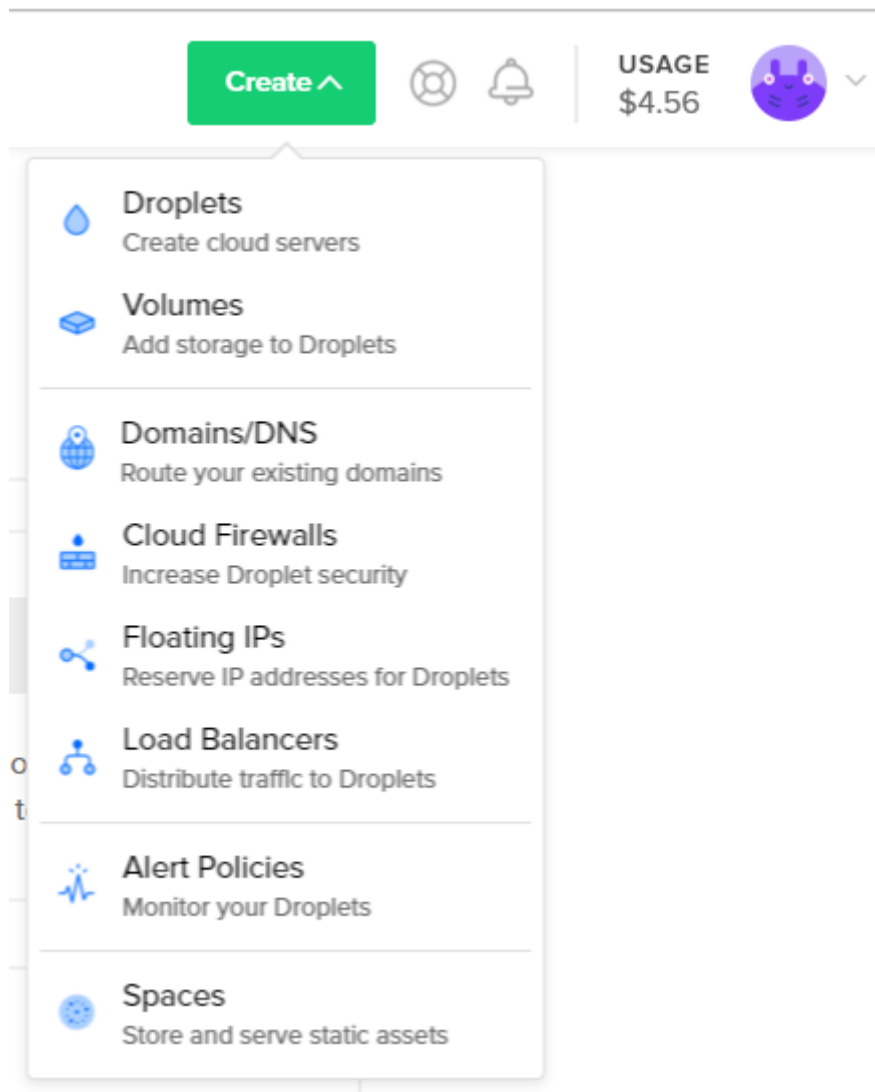 Create
USAGE
$4.56
Droplets
Create cloud servers
Volumes
Add storage to Droplets
Domains/DNS
Route your existing domains
Cloud Firewalls
Increase Droplet security
Floating IPs
Reserve IP addresses for Droplets
Load Balancers
Distribute traffic to Droplets
Alert Policies
Monitor your Droplets
Spaces
Store and serve static assets